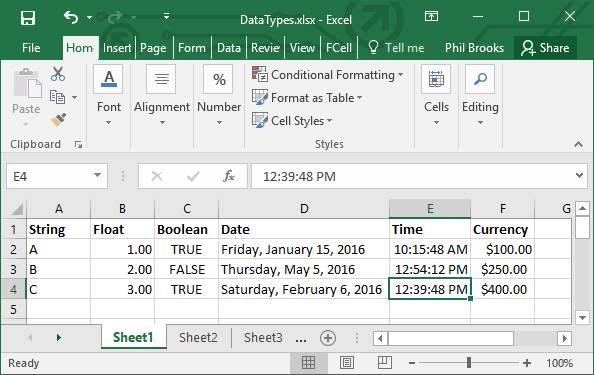 DataTypes.xlsx - Excel
File Home Insert Page Form Data Revie View FCell Tell me Phil Brooks Share
Paste Font Alignment % Number Conditional Formatting Format as Table Cell Styles Cells Editing
Clipboard Styles
E4 fx 12:39:48 PM
A B C D E F G
1 String Float Boolean Date Time Currency
2 A 1.00 TRUE Friday, January 15, 2016 10:15:48 AM $100.00
3 B 2.00 FALSE Thursday, May 5, 2016 12:54:12 PM $250.00
4 C 3.00 TRUE Saturday, February 6, 2016 12:39:48 PM $400.00
5
Sheet1 Sheet2 Sheet3 ...
Ready 100%